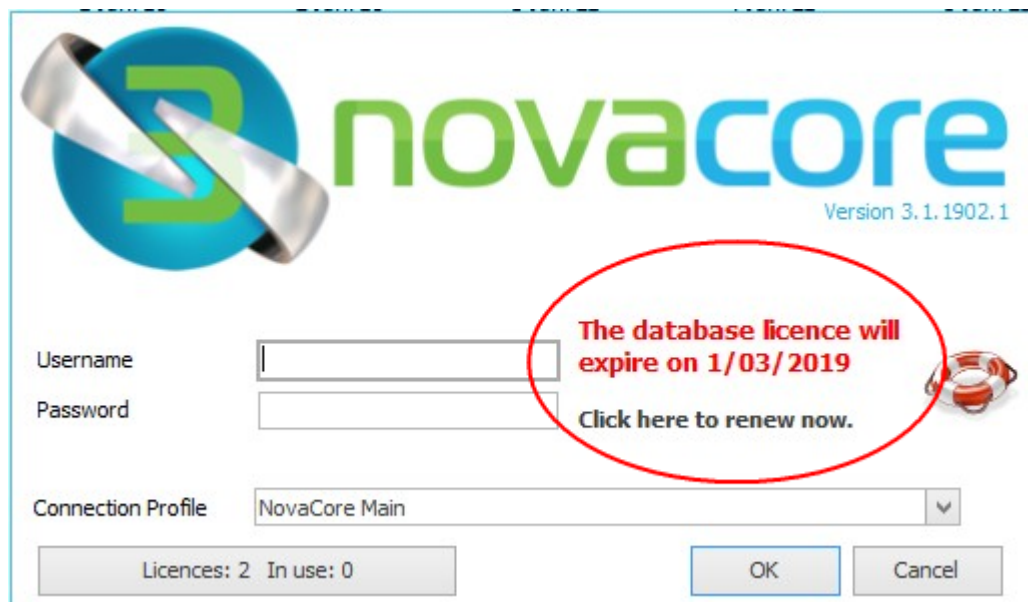 3 novacore
Version 3.1.1902.1
The database licence will
expire on 1/03/2019
Username
Password
Click here to renew now.
Connection Profile NovaCore Main
Licences: 2 In use: 0 OK Cancel